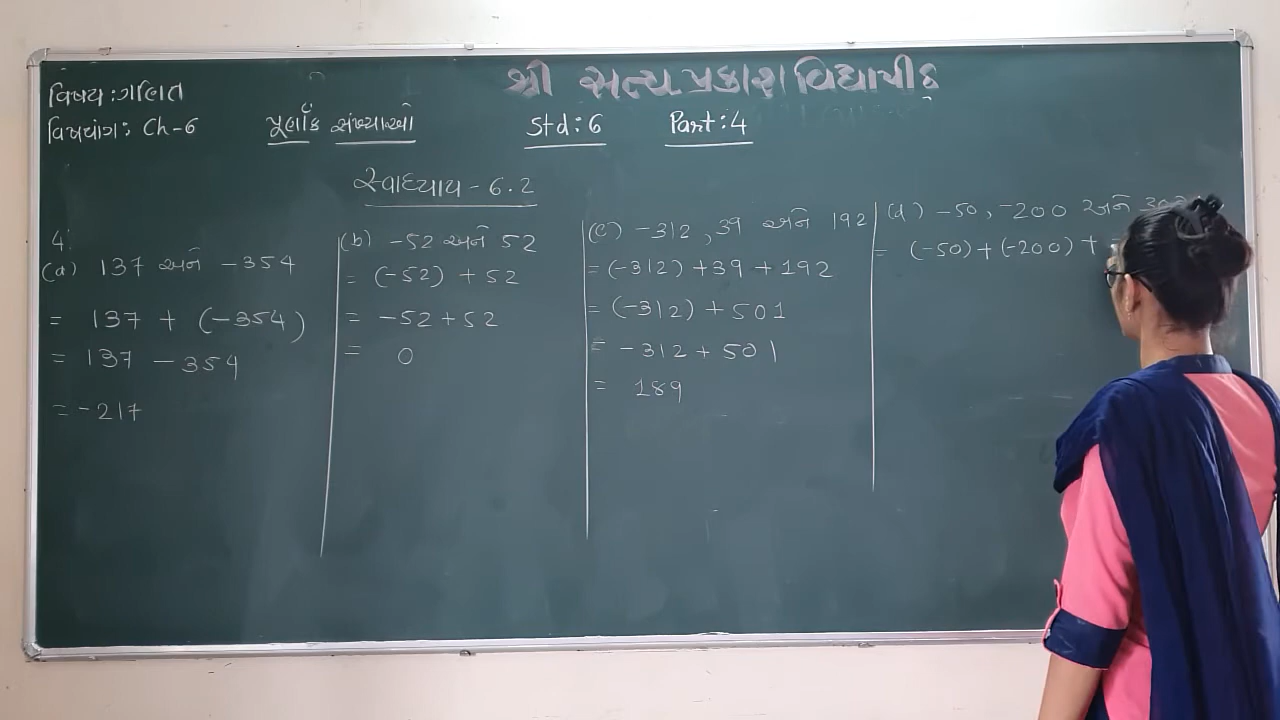 શ્રી સત્ય પ્રકાશ વિદ્યાપીઠ
વિષય : ગણિત
વિષયાંગ : Ch-6 પૂર્ણાંક સંખ્યાઓ Std : 6 Part : 4
સ્વાધ્યાય - 6.2
4.
(a) 137 અને -354
= 137 + (-354)
= 137 - 354
= -217
(b) -52 અને 52
= (-52) + 52
= -52 + 52
= 0
(c) -312, 39 અને 192
= (-312) + 39 + 192
= (-312) + 501
= -312 + 501
= 189
(d) -50, -200 અને
= (-50) + (-200) +